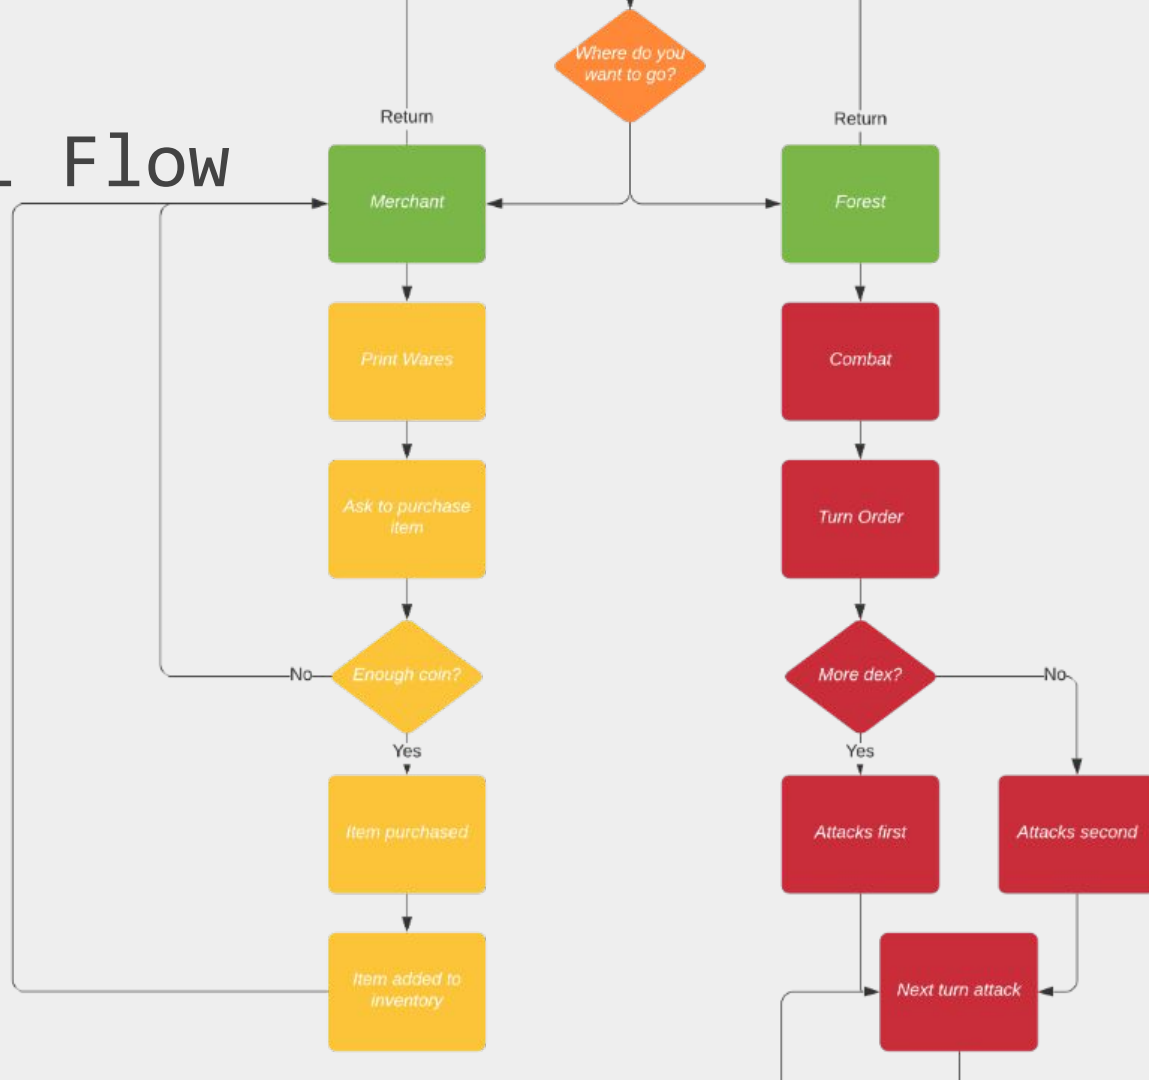 Where do you
want to go?
Return
Return
Flow
Merchant
Forest
Print Wares
Combat
Ask to purchase
item
Turn Order
No
Enough coin?
More dex?
No
Yes
Yes
Item purchased
Attacks first
Attacks second
Item added to
inventory
Next turn attack